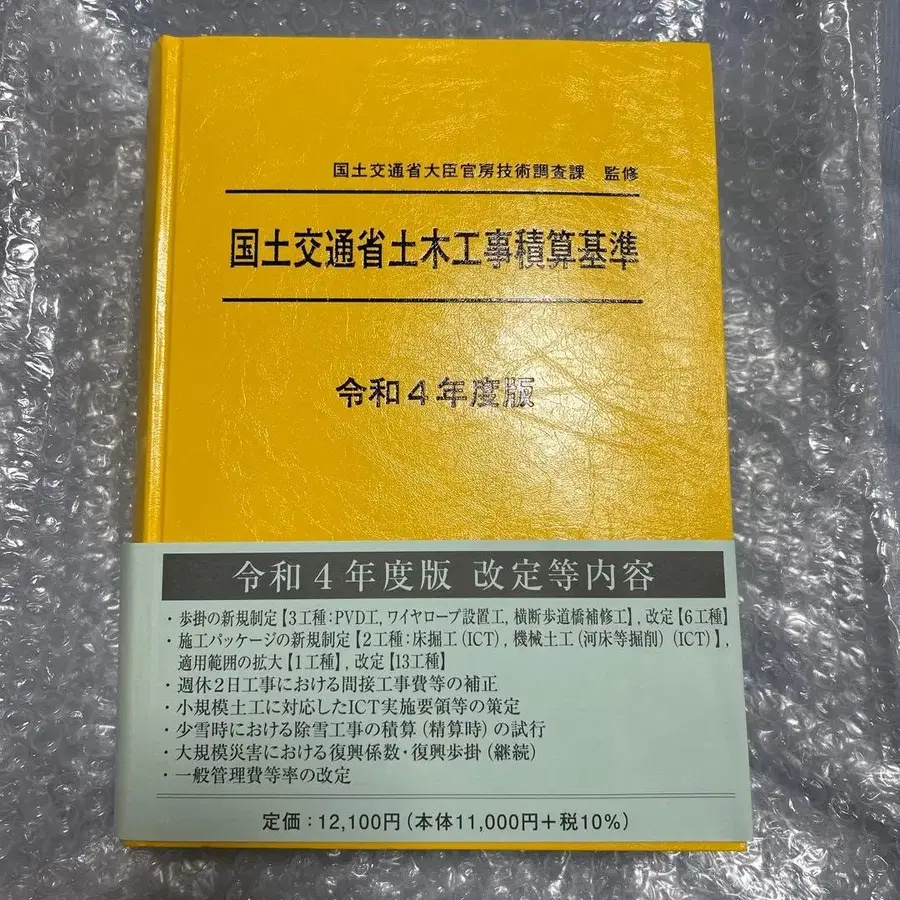 国土交通省大臣官房技術調査課　監修
国土交通省土木工事積算基準
令和４年度版
令和４年度版 改定等内容
・歩掛の新規制定【３工種：PVD工, ワイヤロープ設置工, 横断歩道橋補修工】, 改定【６工種】
・施工パッケージの新規制定【２工種：床掘工（ICT）, 機械土工（河床等掘削）（ICT）】,
適用範囲の拡大【１工種】, 改定【13工種】
・週休２日工事における間接工事費等の補正
・小規模土工に対応したICT実施要領等の策定
・少雪時における除雪工事の積算（精算時）の試行
・大規模災害における復興係数・復興歩掛（継続）
・一般管理費等率の改定
定価：12,100円（本体11,000円＋税10%）